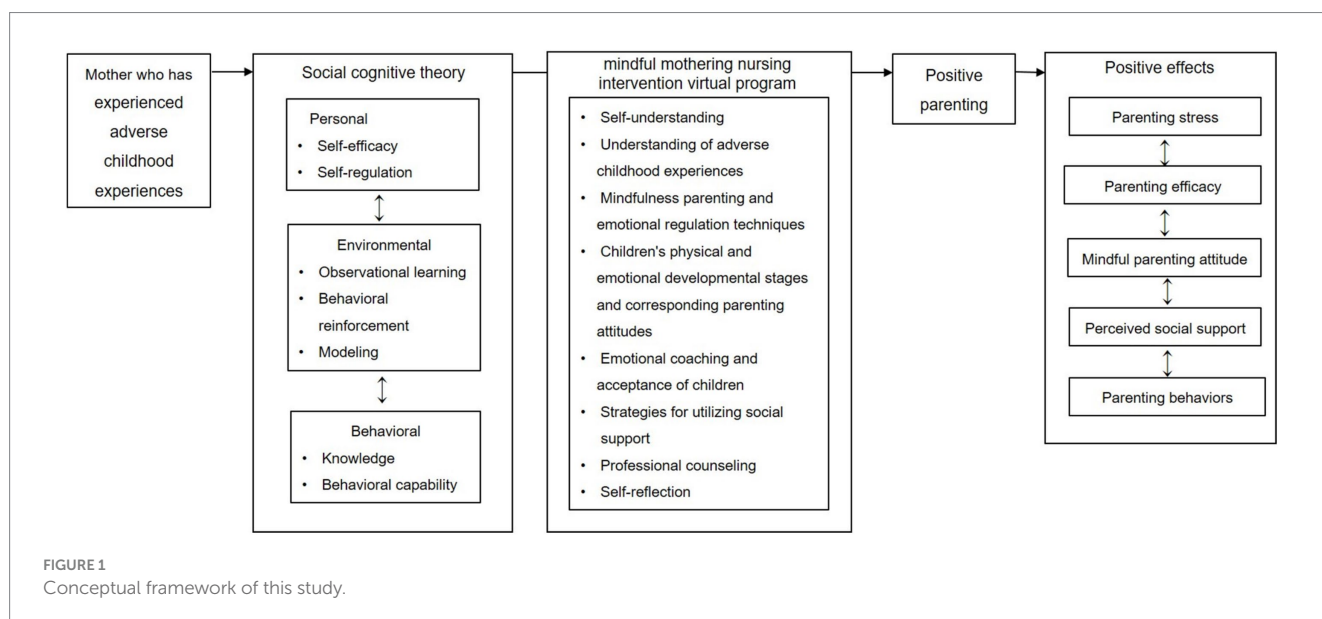 Mother who has
experienced
adverse
childhood
experiences
Social cognitive theory
Personal
• Self-efficacy
• Self-regulation
Environmental
• Observational learning
• Behavioral
reinforcement
• Modeling
Behavioral
• Knowledge
• Behavioral capability
mindful mothering nursing
intervention virtual program
• Self-understanding
• Understanding of adverse
childhood experiences
• Mindfulness parenting and
emotional regulation techniques
• Children's physical and
emotional developmental stages
and corresponding parenting
attitudes
• Emotional coaching and
acceptance of children
• Strategies for utilizing social
support
• Professional counseling
• Self-reflection
Positive
parenting
Positive effects
Parenting stress
Parenting efficacy
Mindful parenting attitude
Perceived social support
Parenting behaviors
FIGURE 1
Conceptual framework of this study.